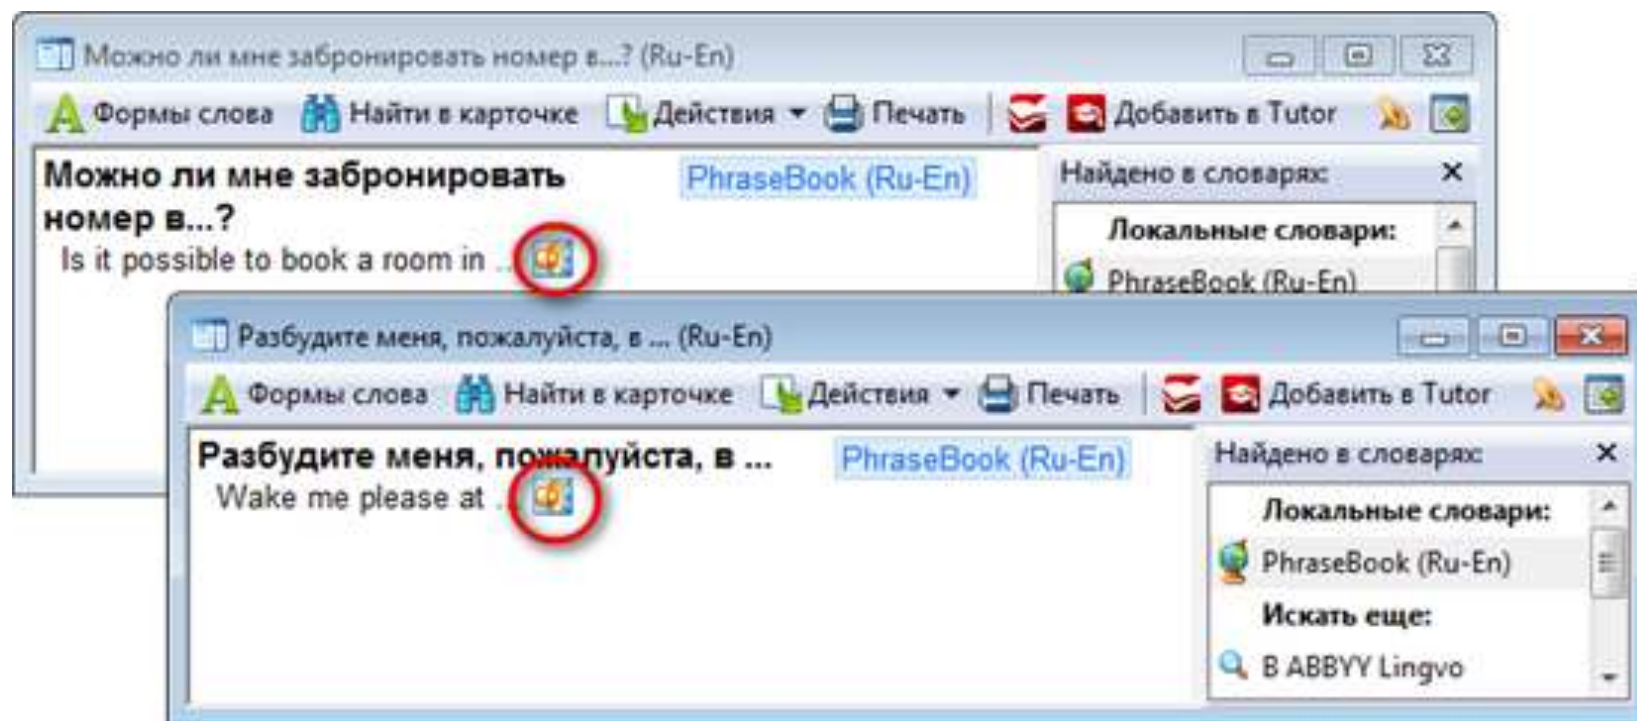 Можно ли мне забронировать номер в...? (Ru-En)
Формы слова Найти в карточке Действия Печать Добавить в Tutor
Можно ли мне забронировать
номер в...?
PhraseBook (Ru-En)
Is it possible to book a room in ...
Найдено в словарях:
Локальные словари:
PhraseBook (Ru-En)
Разбудите меня, пожалуйста, в ... (Ru-En)
Формы слова Найти в карточке Действия Печать Добавить в Tutor
Разбудите меня, пожалуйста, в ...
PhraseBook (Ru-En)
Wake me please at ...
Найдено в словарях:
Локальные словари:
PhraseBook (Ru-En)
Искать еще:
В ABBYY Lingvo